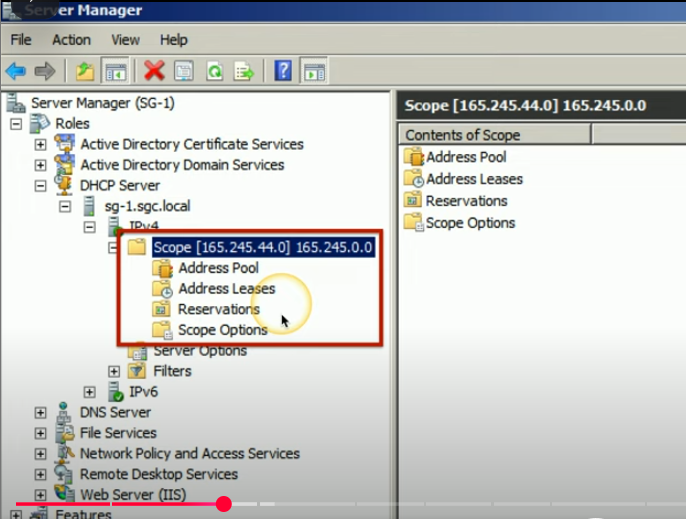 Server Manager
File Action View Help
Server Manager (SG-1)
Roles
Active Directory Certificate Services
Active Directory Domain Services
DHCP Server
sg-1.sgc.local
IPv4
Scope [165.245.44.0] 165.245.0.0
Address Pool
Address Leases
Reservations
Scope Options
Server Options
Filters
IPv6
DNS Server
File Services
Network Policy and Access Services
Remote Desktop Services
Web Server (IIS)
Features
Scope [165.245.44.0] 165.245.0.0
Contents of Scope
Address Pool
Address Leases
Reservations
Scope Options